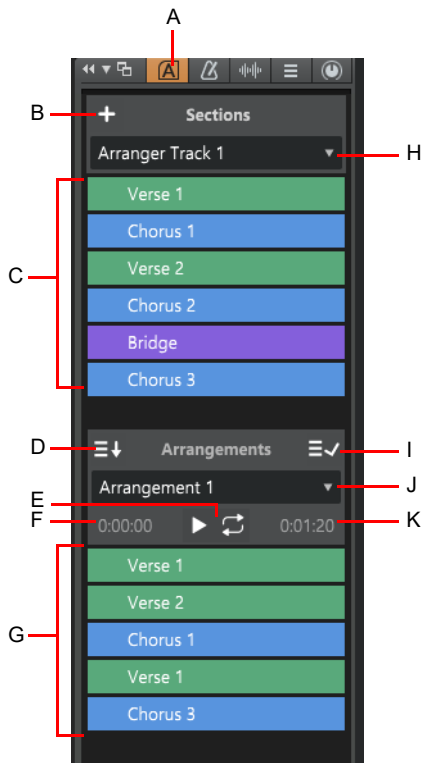 A
A
B
Sections
Arranger Track 1
H
Verse 1
Chorus 1
Verse 2
C
Chorus 2
Bridge
Chorus 3
D
Arrangements
I
Arrangement 1
J
E
F
0:00:00
0:01:20
K
Verse 1
Verse 2
G
Chorus 1
Verse 1
Chorus 3